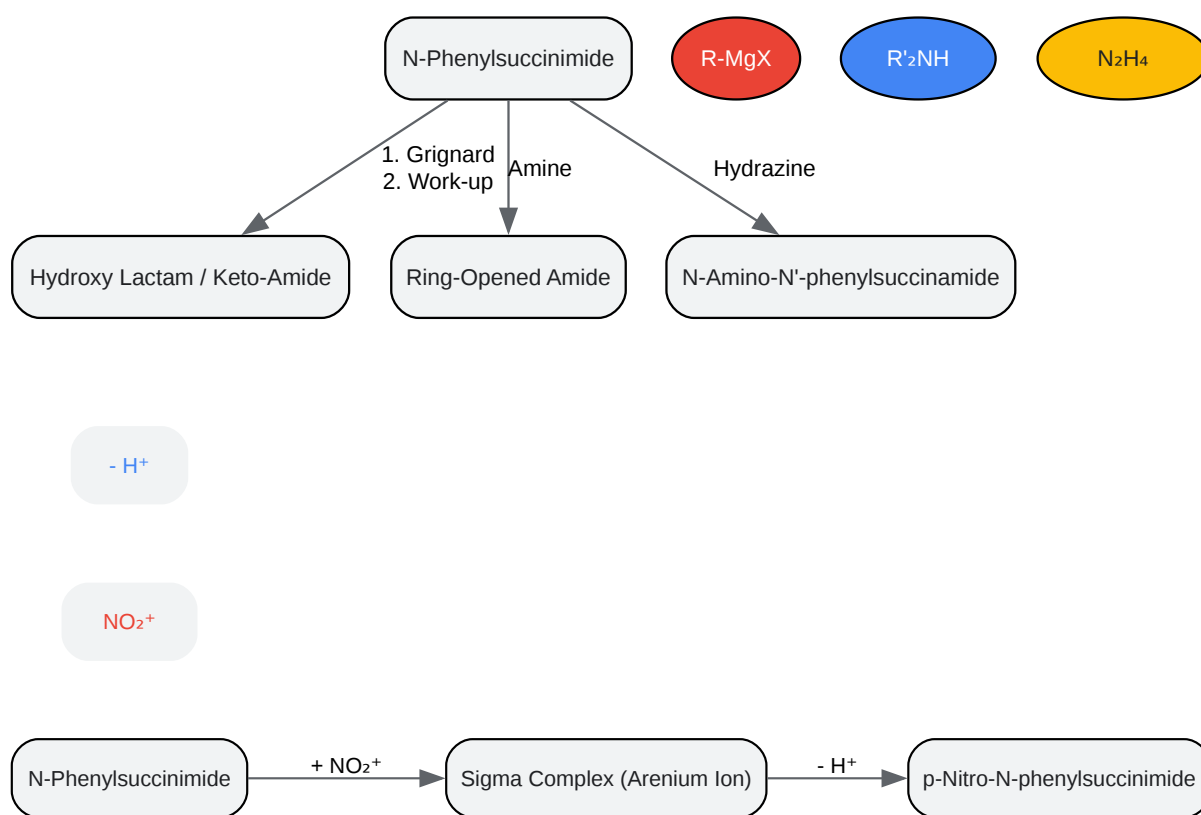 N-Phenylsuccinimide
R-MgX
R'₂NH
N₂H₄
1. Grignard
2. Work-up
Amine
Hydrazine
Hydroxy Lactam / Keto-Amide
Ring-Opened Amide
N-Amino-N'-phenylsuccinamide
- H⁺
NO₂⁺
N-Phenylsuccinimide
+ NO₂⁺
Sigma Complex (Arenium Ion)
- H⁺
p-Nitro-N-phenylsuccinimide